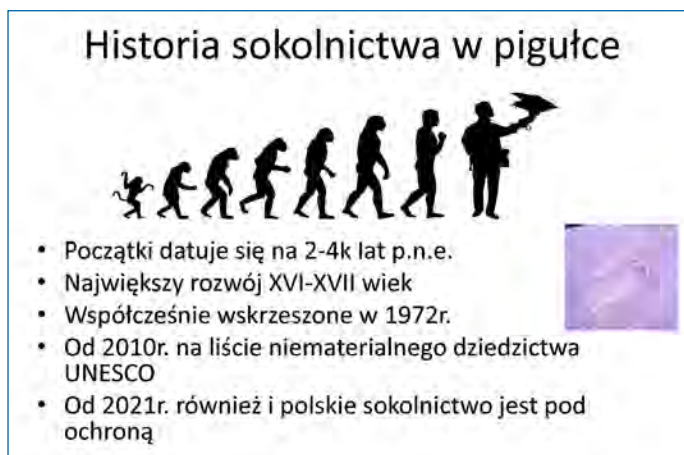 Historia sokolnictwa w pigułce
• Początki datuje się na 2-4k lat p.n.e.
• Największy rozwój XVI-XVII wiek
• Współcześnie wskrzeszone w 1972r.
• Od 2010r. na liście niematerialnego dziedzictwa
UNESCO
• Od 2021r. również i polskie sokolnictwo jest pod
ochroną